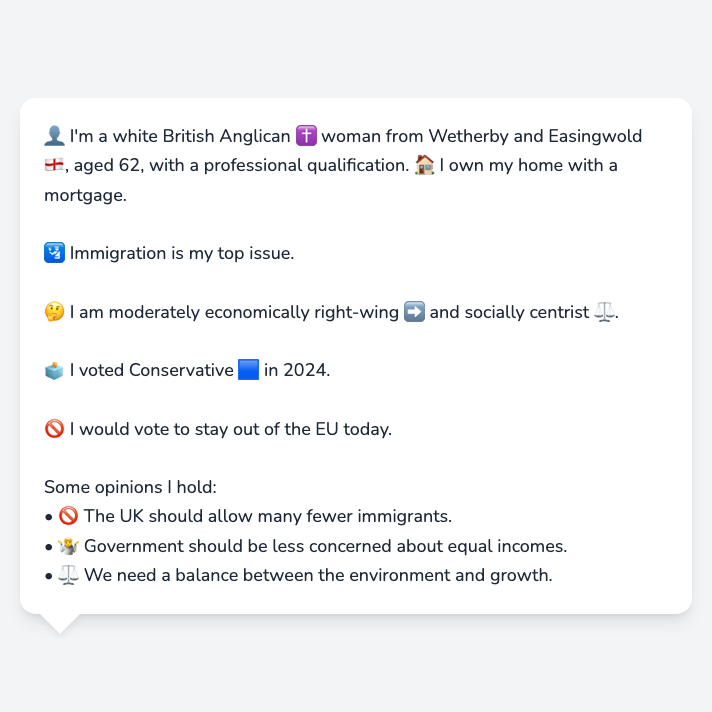 👤 I'm a white British Anglican ✝️ woman from Wetherby and Easingwold
🏴󠁧󠁢󠁥󠁮󠁧󠁿, aged 62, with a professional qualification. 🏠 I own my home with a
mortgage.
🛂 Immigration is my top issue.
🤔 I am moderately economically right-wing ➡️ and socially centrist ⚖️.
🗳️ I voted Conservative 🟦 in 2024.
🚫 I would vote to stay out of the EU today.
Some opinions I hold:
• 🚫 The UK should allow many fewer immigrants.
• 🤷 Government should be less concerned about equal incomes.
• ⚖️ We need a balance between the environment and growth.